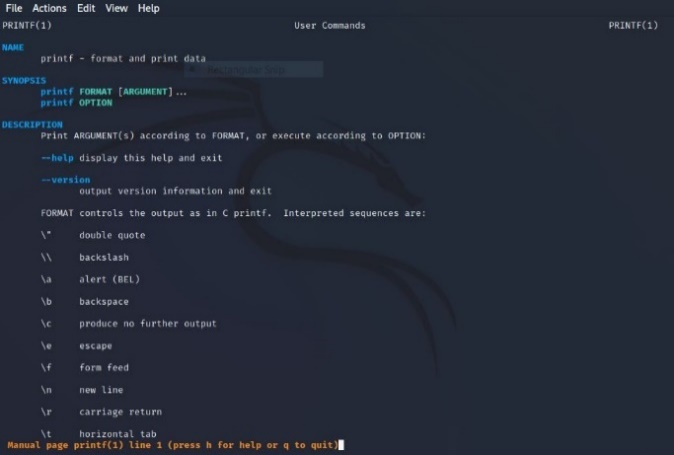 File Actions Edit View Help
PRINTF(1) User Commands PRINTF(1)
NAME
printf - format and print data
SYNOPSIS
printf FORMAT [ARGUMENT]...
printf OPTION
DESCRIPTION
Print ARGUMENT(s) according to FORMAT, or execute according to OPTION:
--help display this help and exit
--version
output version information and exit
FORMAT controls the output as in C printf. Interpreted sequences are:
\" double quote
\\ backslash
\a alert (BEL)
\b backspace
\c produce no further output
\e escape
\f form feed
\n new line
\r carriage return
\t horizontal tab
Manual page printf(1) line 1 (press h for help or q to quit)